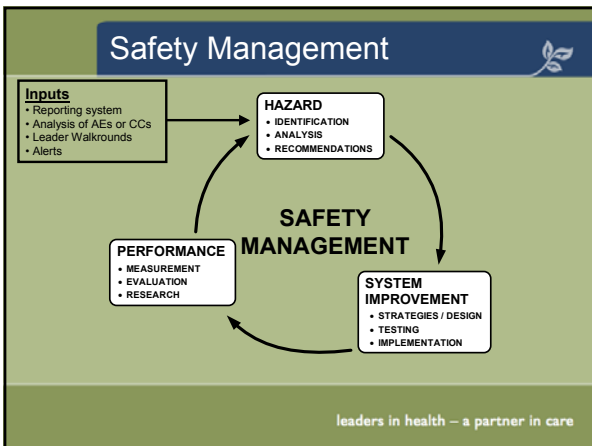 Safety Management
Inputs
• Reporting system
• Analysis of AEs or CCs
• Leader Walkrounds
• Alerts
HAZARD
• IDENTIFICATION
• ANALYSIS
• RECOMMENDATIONS
SAFETY
MANAGEMENT
PERFORMANCE
• MEASUREMENT
• EVALUATION
• RESEARCH
SYSTEM
IMPROVEMENT
• STRATEGIES / DESIGN
• TESTING
• IMPLEMENTATION
leaders in health – a partner in care